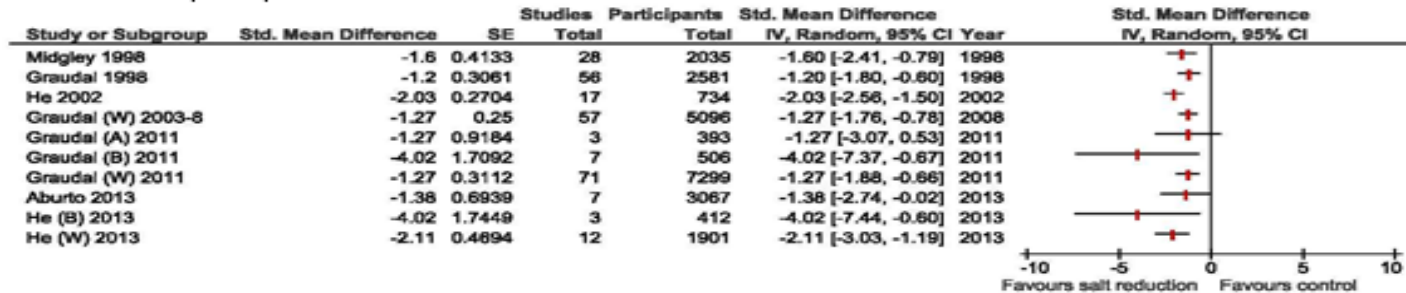 Studies Participants Std. Mean Difference Std. Mean Difference
Study or Subgroup Std. Mean Difference SE Total Total IV, Random, 95% CI Year IV, Random, 95% CI
Midgley 1998 -1.6 0.4133 28 2035 -1.60 [-2.41, -0.79] 1998
Graudal 1998 -1.2 0.3061 56 2581 -1.20 [-1.80, -0.60] 1998
He 2002 -2.03 0.2704 17 734 -2.03 [-2.56, -1.50] 2002
Graudal (W) 2003-8 -1.27 0.25 57 5096 -1.27 [-1.76, -0.78] 2008
Graudal (A) 2011 -1.27 0.9184 3 393 -1.27 [-3.07, 0.53] 2011
Graudal (B) 2011 -4.02 1.7092 7 506 -4.02 [-7.37, -0.67] 2011
Graudal (W) 2011 -1.27 0.3112 71 7299 -1.27 [-1.88, -0.66] 2011
Aburto 2013 -1.38 0.6939 7 3067 -1.38 [-2.74, -0.02] 2013
He (B) 2013 -4.02 1.7449 3 412 -4.02 [-7.44, -0.60] 2013
He (W) 2013 -2.11 0.4694 12 1901 -2.11 [-3.03, -1.19] 2013
-10 -5 0 5 10
Favours salt reduction Favours control